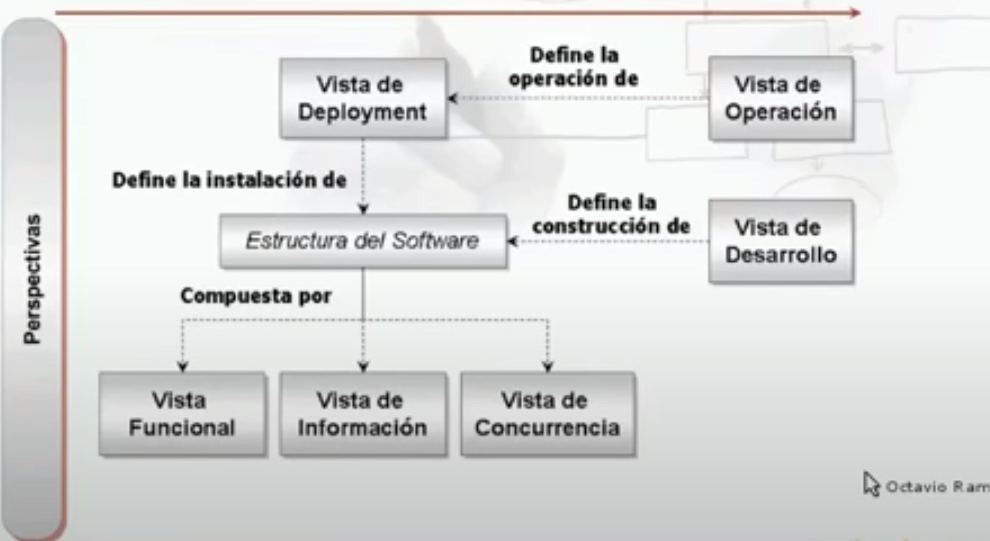 Perspectivas
Vista de
Deployment
Define la
operación de
Vista de
Operación
Define la instalación de
Estructura del Software
Define la
construcción de
Vista de
Desarrollo
Compuesta por
Vista
Funcional
Vista de
Información
Vista de
Concurrencia
Octavio Ram